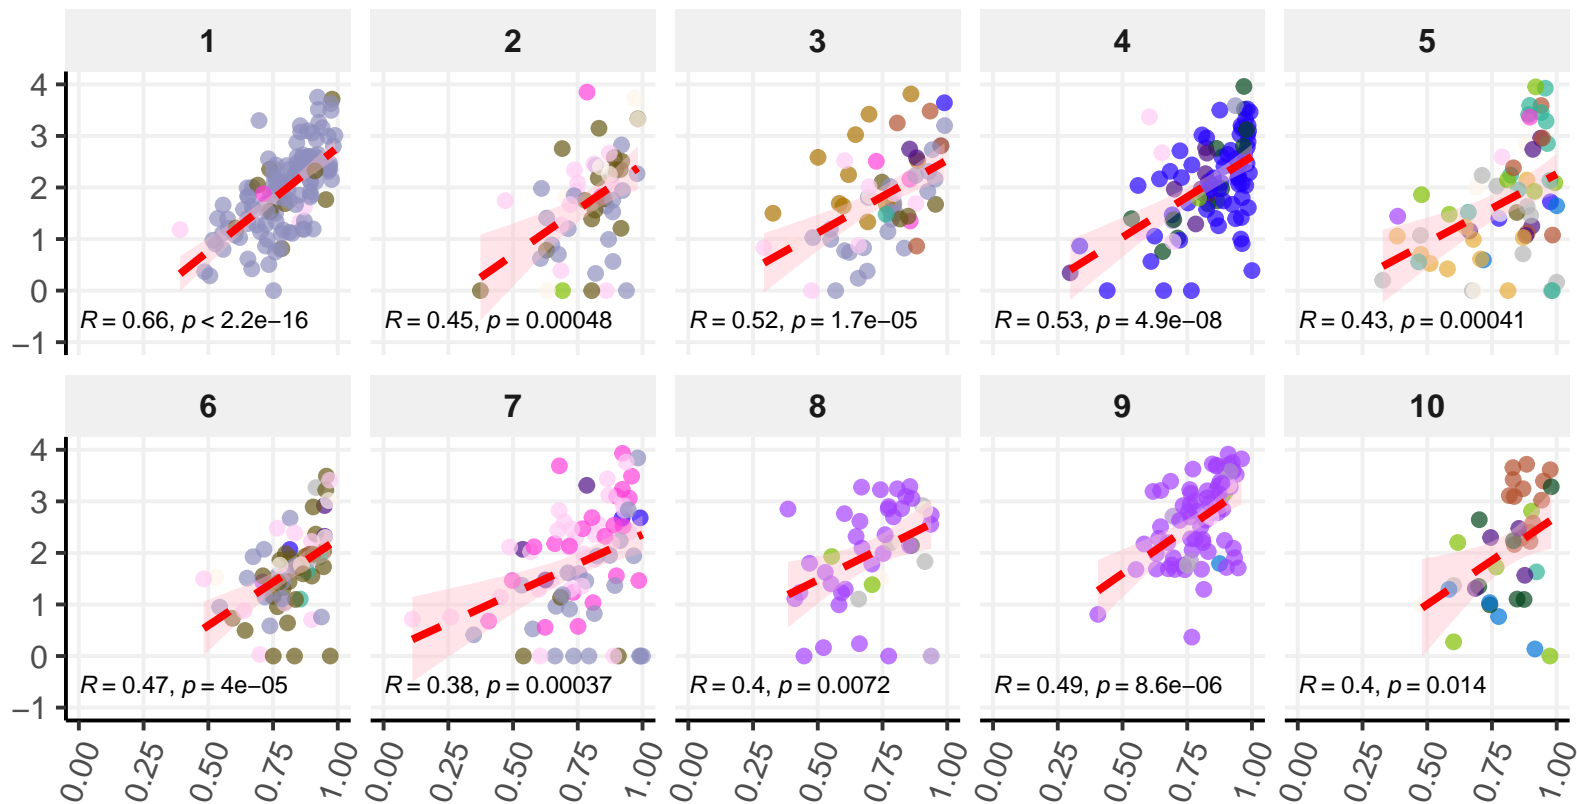 1 2 3 4 5
4
3
2
1
0
−1
R = 0.66, p < 2.2e−16 R = 0.45, p = 0.00048 R = 0.52, p = 1.7e−05 R = 0.53, p = 4.9e−08 R = 0.43, p = 0.00041
6 7 8 9 10
4
3
2
1
0
−1
R = 0.47, p = 4e−05 R = 0.38, p = 0.00037 R = 0.4, p = 0.0072 R = 0.49, p = 8.6e−06 R = 0.4, p = 0.014
0.00 0.25 0.50 0.75 1.00 0.00 0.25 0.50 0.75 1.00 0.00 0.25 0.50 0.75 1.00 0.00 0.25 0.50 0.75 1.00 0.00 0.25 0.50 0.75 1.00